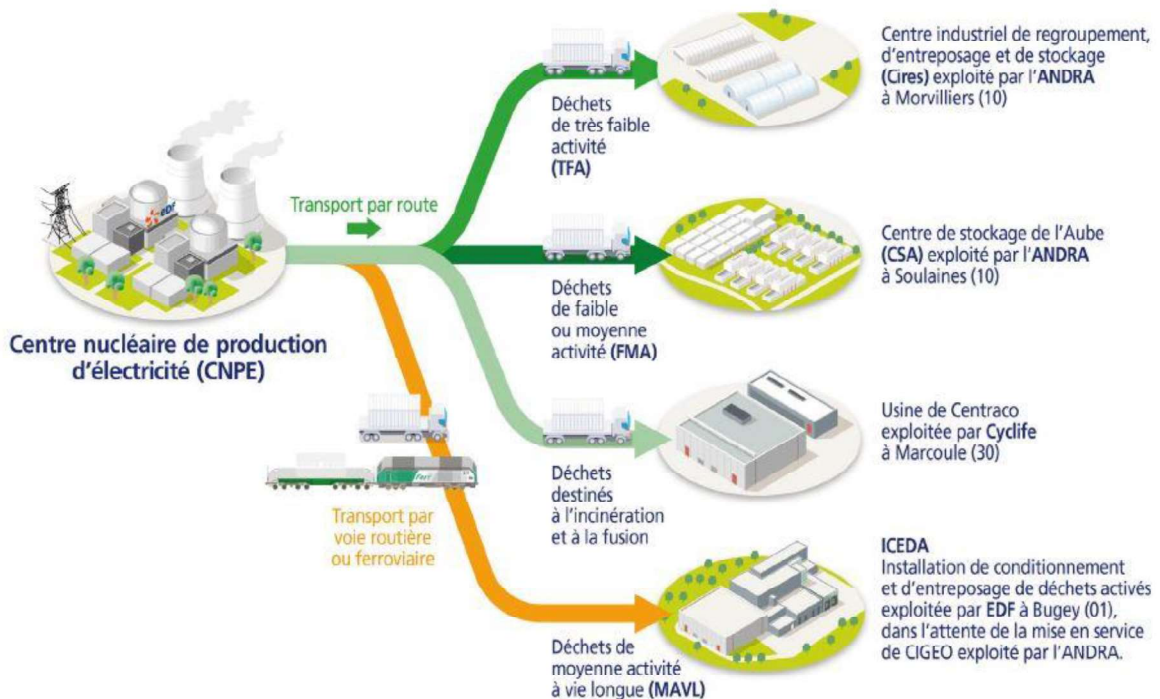 Centre industriel de regroupement,
d'entreposage et de stockage
(Cires) exploité par l'ANDRA
à Morvilliers (10)
Déchets
de très faible
activité
(TFA)
edf
Transport par route
Centre de stockage de l'Aube
(CSA) exploité par l'ANDRA
à Soulaines (10)
Déchets
de faible
ou moyenne
activité (FMA)
Centre nucléaire de production
d'électricité (CNPE)
Usine de Centraco
exploitée par Cyclife
à Marcoule (30)
Déchets
destinés
à l'incinération
et à la fusion
Transport par
voie routière
ou ferroviaire
ICEDA
Installation de conditionnement
et d'entreposage de déchets activés
exploitée par EDF à Bugey (01),
dans l'attente de la mise en service
de CIGEO exploité par l'ANDRA.
Déchets de
moyenne activité
à vie longue (MAVL)